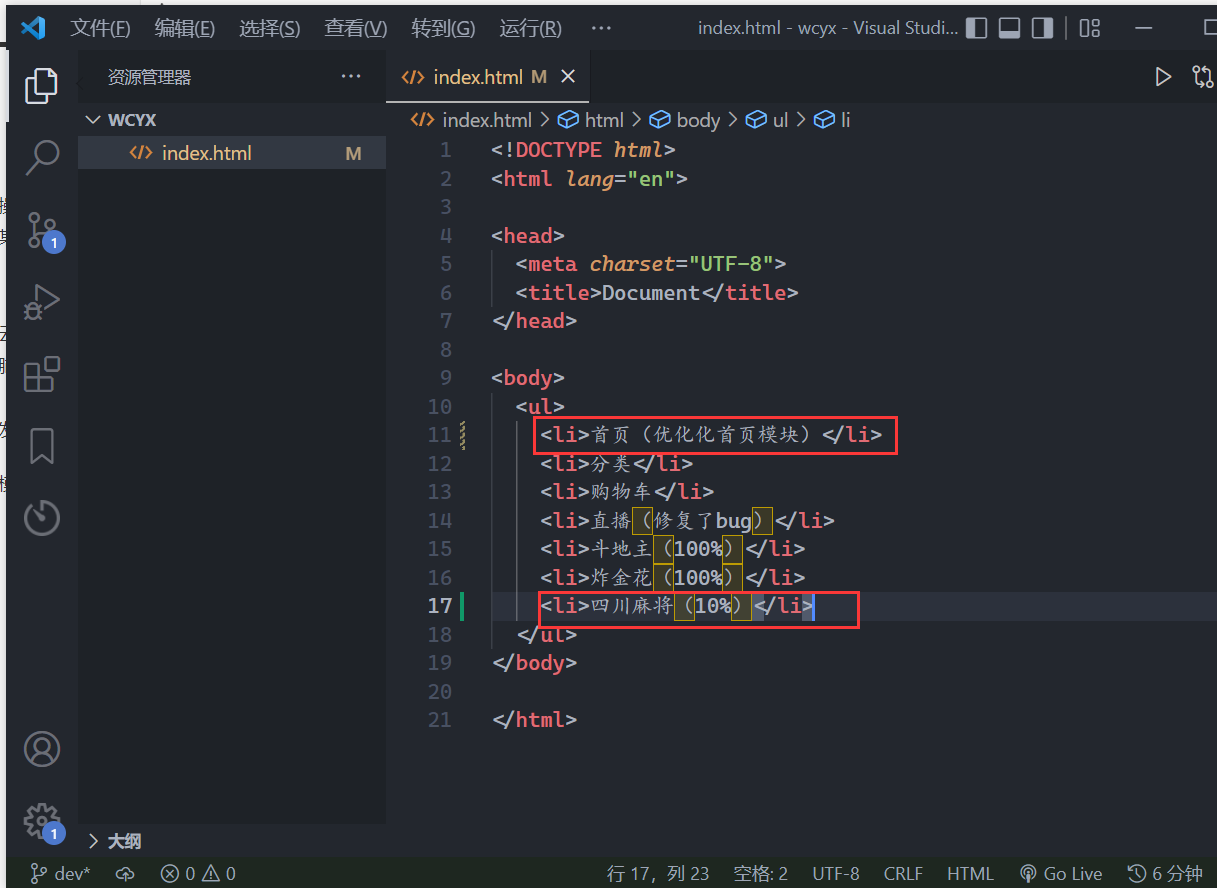 文件(F) 编辑(E) 选择(S) 查看(V) 转到(G) 运行(R) ··· index.html - wcyx - Visual Studi...
资源管理器 ···
index.html M
WCYX
index.html M
index.html > html > body > ul > li
1 <!DOCTYPE html>
2 <html lang="en">
3
4 <head>
5 <meta charset="UTF-8">
6 <title>Document</title>
7 </head>
8
9 <body>
10 <ul>
11 <li>首页（优化化首页模块）</li>
12 <li>分类</li>
13 <li>购物车</li>
14 <li>直播（修复了bug）</li>
15 <li>斗地主（100%）</li>
16 <li>炸金花（100%）</li>
17 <li>四川麻将（10%）</li>
18 </ul>
19 </body>
20
21 </html>
1
1
大纲
dev* 0 0 行 17，列 23 空格: 2 UTF-8 CRLF HTML Go Live 6 分钟